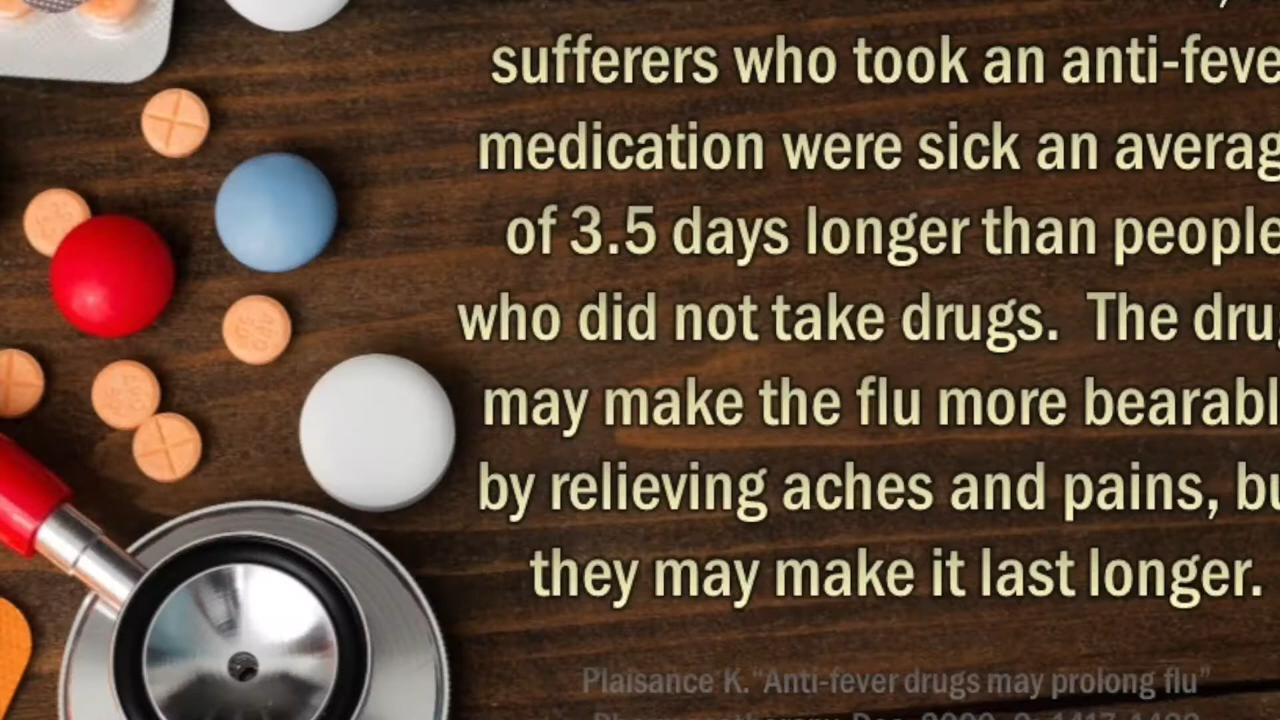 sufferers who took an anti-feve
medication were sick an averag
of 3.5 days longer than people
who did not take drugs. The drug
may make the flu more bearabl
by relieving aches and pains, bu
they may make it last longer.
Plaisance K. “Anti-fever drugs may prolong flu”